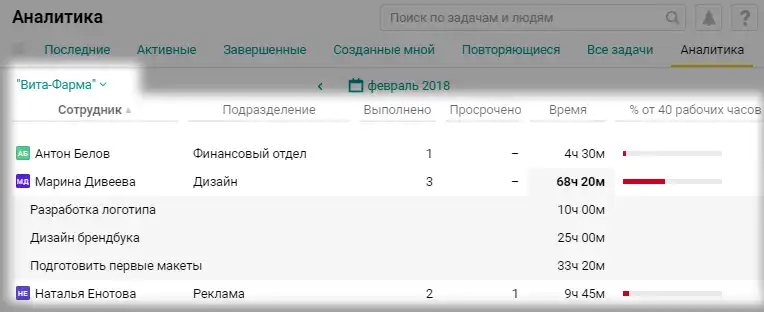 Аналитика
Поиск по задачам и людям
?
Последние Активные Завершенные Созданные мной Повторяющиеся Все задачи Аналитика
"Вита-Фарма"
февраль 2018
Сотрудник Подразделение Выполнено Просрочено Время % от 40 рабочих часов
АБ Антон Белов Финансовый отдел 1 – 4ч 30м
МД Марина Дивеева Дизайн 3 – 68ч 20м
Разработка логотипа 10ч 00м
Дизайн брендбука 25ч 00м
Подготовить первые макеты 33ч 20м
НЕ Наталья Енотова Реклама 2 1 9ч 45м